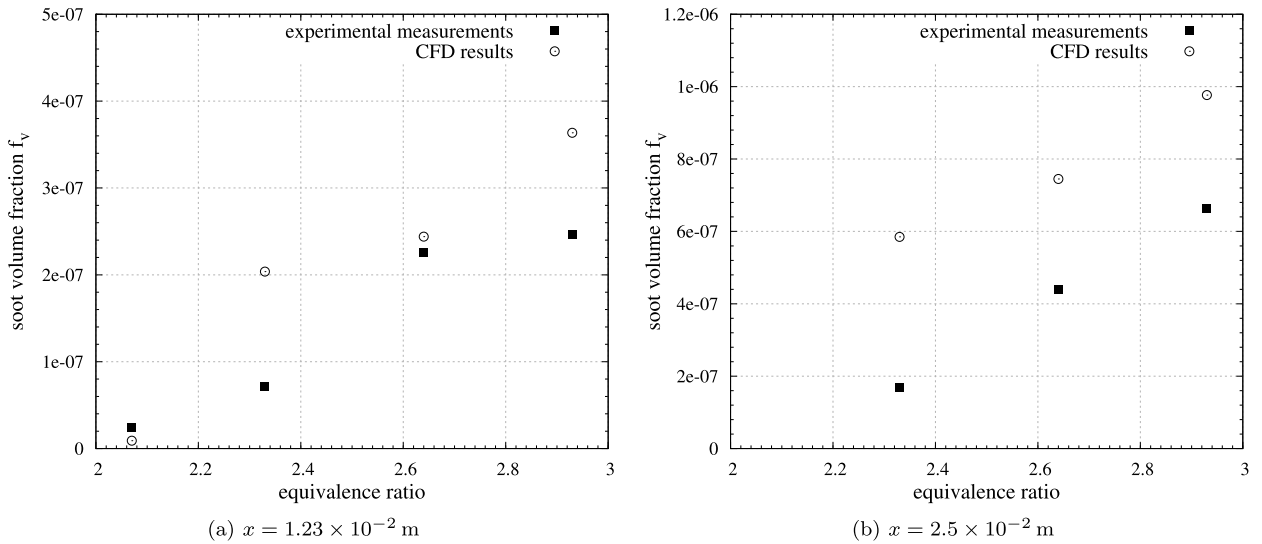 5e-07
4e-07
3e-07
2e-07
1e-07
0
2 2.2 2.4 2.6 2.8 3
soot volume fraction f_v
equivalence ratio
experimental measurements
CFD results
(a) x = 1.23 × 10⁻² m
1.2e-06
1e-06
8e-07
6e-07
4e-07
2e-07
0
2 2.2 2.4 2.6 2.8 3
soot volume fraction f_v
equivalence ratio
experimental measurements
CFD results
(b) x = 2.5 × 10⁻² m